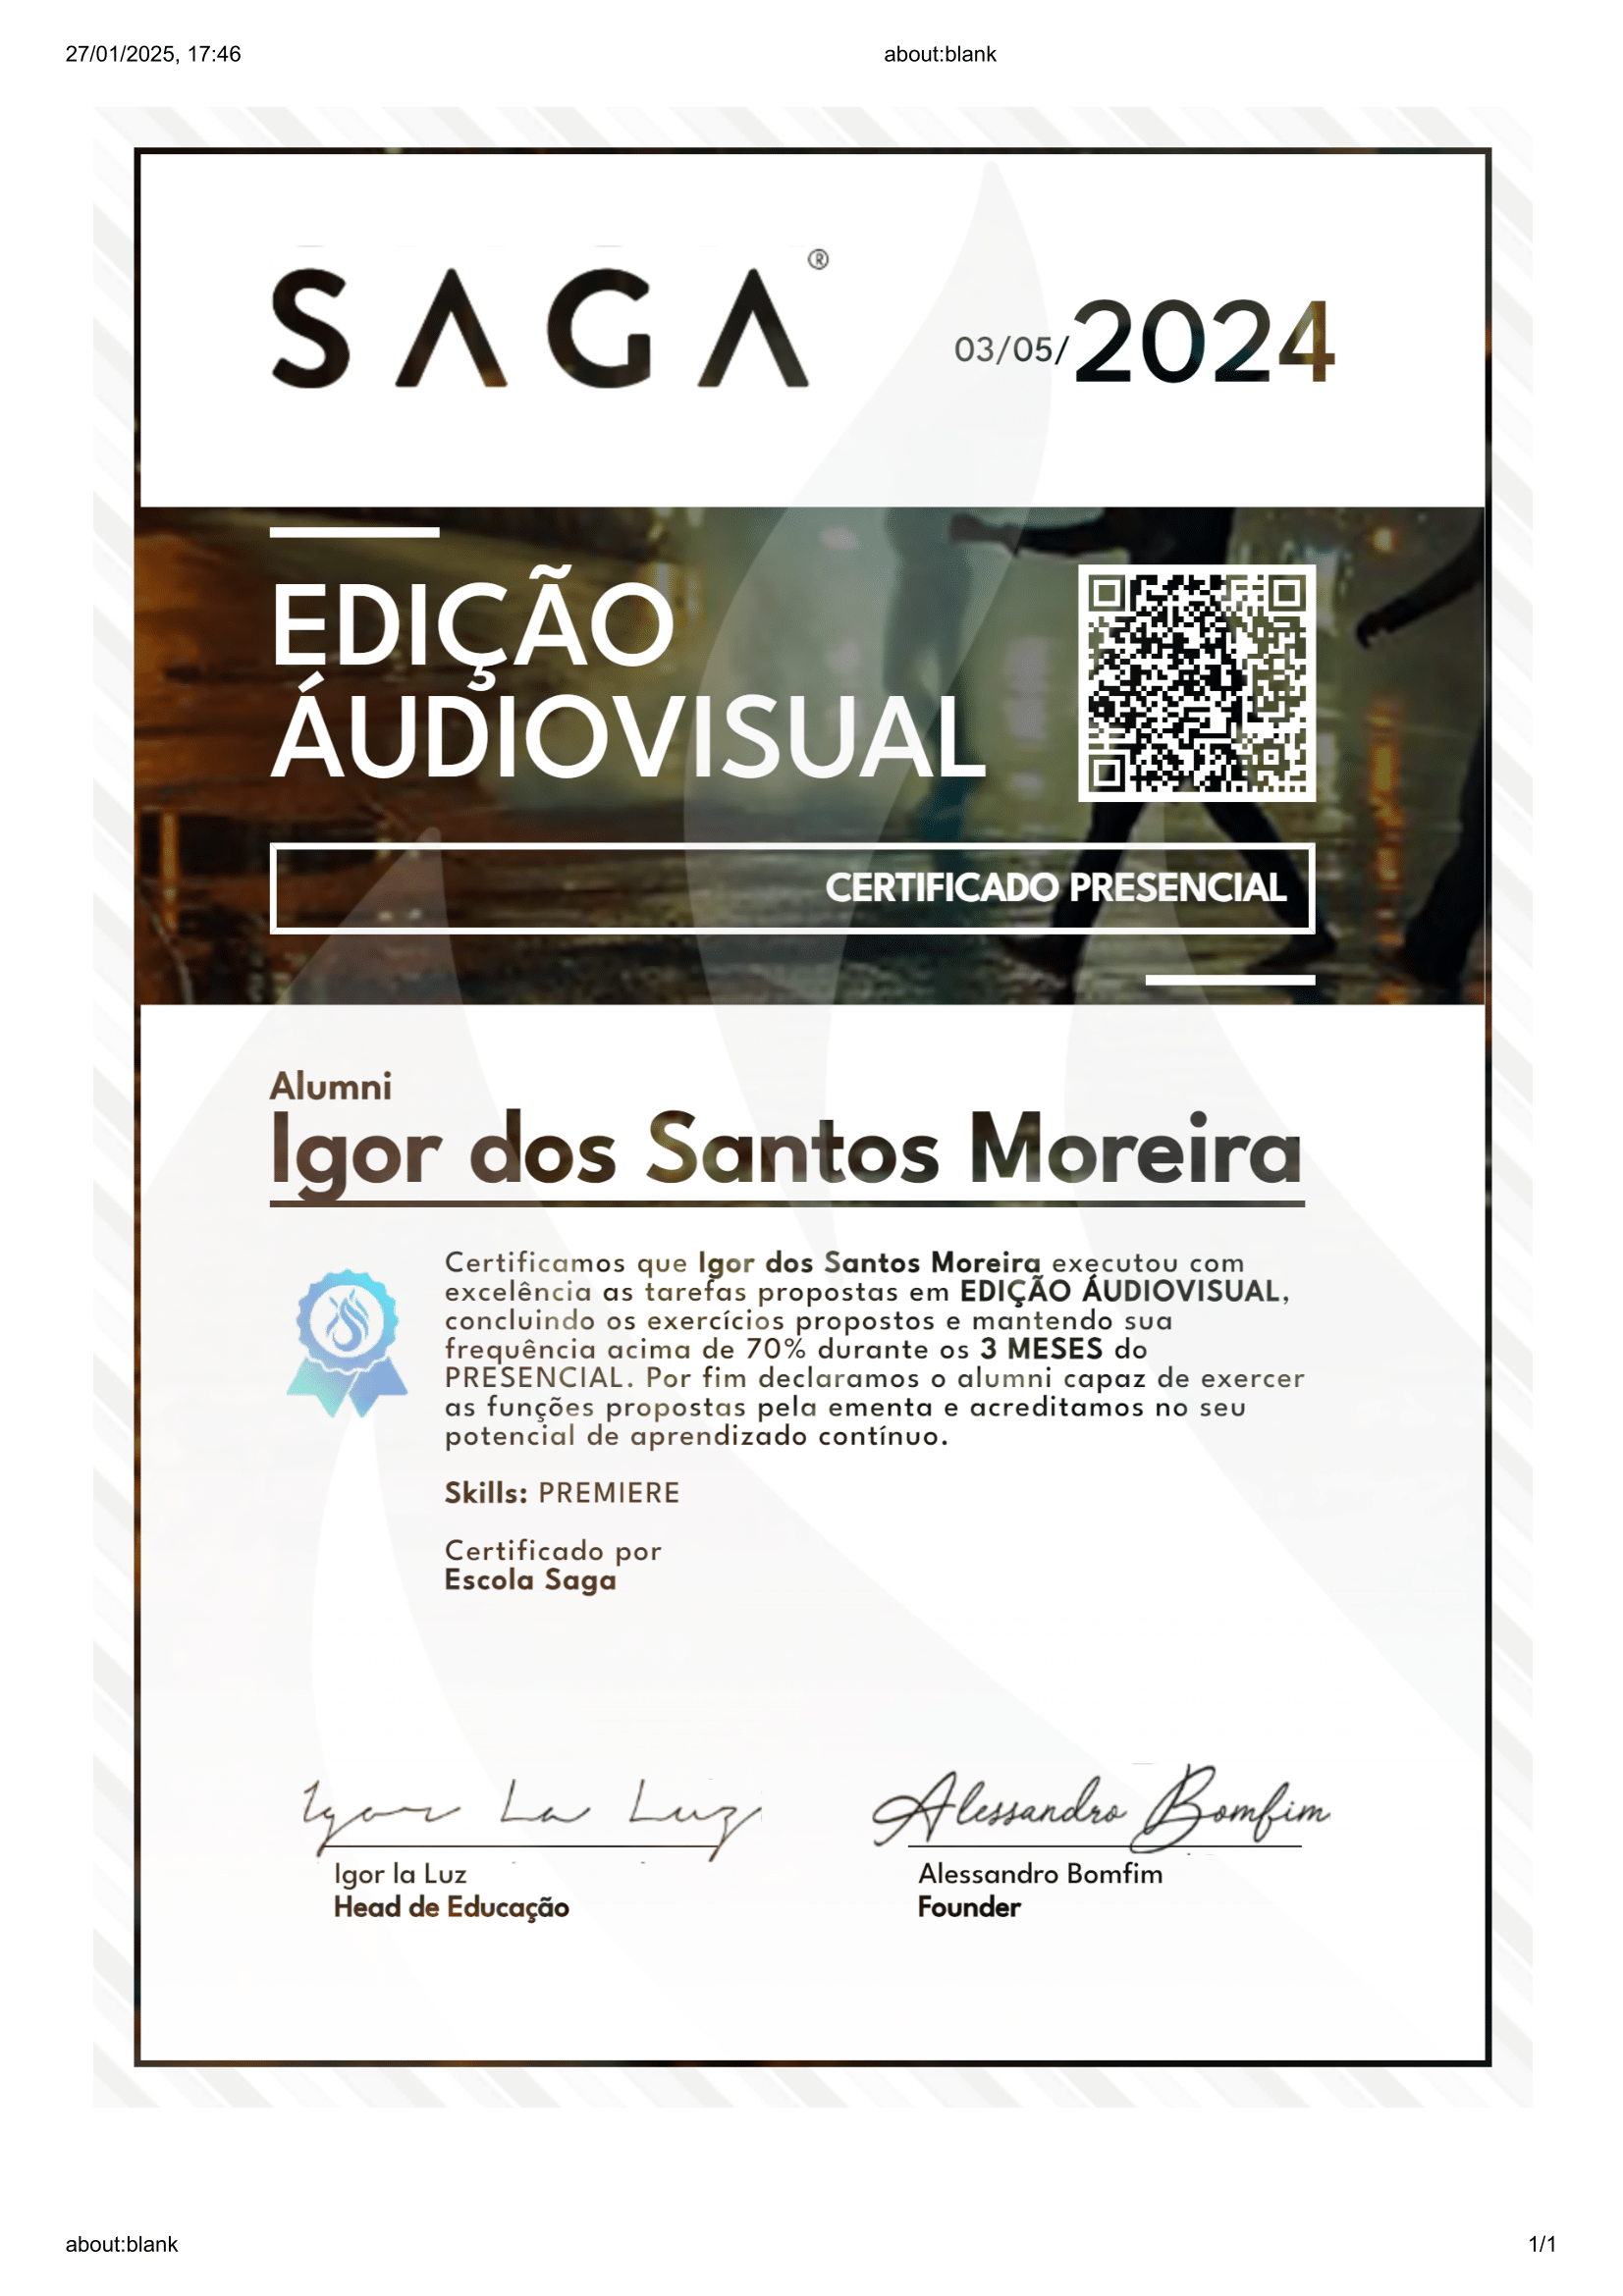 27/01/2025, 17:46
about:blank
SAGA®
03/05/2024
EDIÇÃO
ÁUDIOVISUAL
CERTIFICADO PRESENCIAL
Alumni
Igor dos Santos Moreira
Certificamos que Igor dos Santos Moreira executou com
excelência as tarefas propostas em EDIÇÃO ÁUDIOVISUAL,
concluindo os exercícios propostos e mantendo sua
frequência acima de 70% durante os 3 MESES do
PRESENCIAL. Por fim declaramos o alumni capaz de exercer
as funções propostas pela ementa e acreditamos no seu
potencial de aprendizado contínuo.
Skills: PREMIERE
Certificado por
Escola Saga
Igor La Luz
Alessandro Bomfim
Igor la Luz
Alessandro Bomfim
Head de Educação
Founder
about:blank
1/1